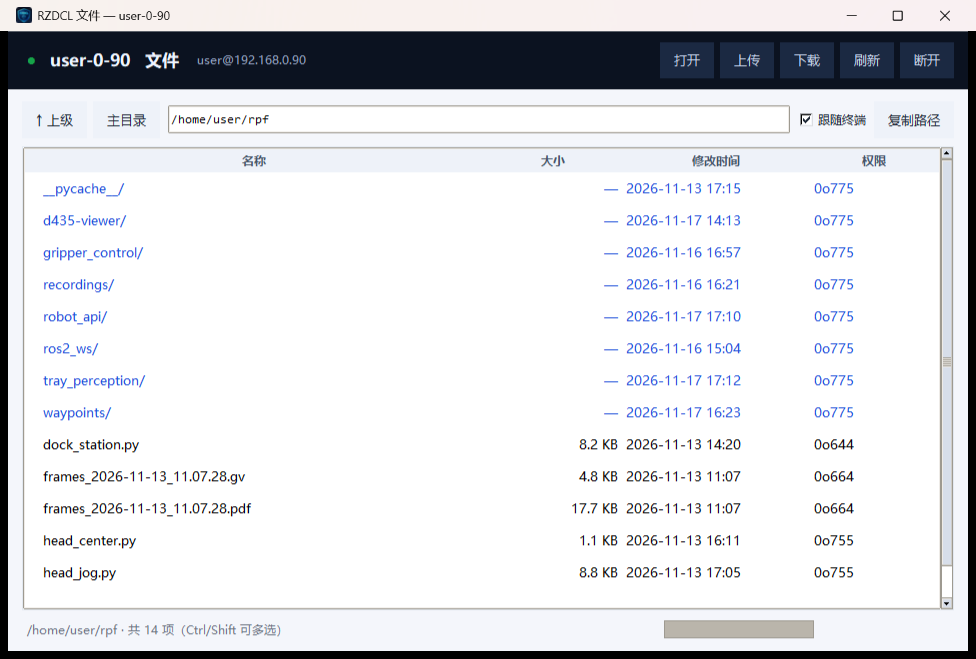 RZDCL 文件 — user-0-90
user-0-90 文件 user@192.168.0.90 打开 上传 下载 刷新 断开
↑ 上级 主目录 /home/user/rpf 跟随终端 复制路径
名称 大小 修改时间 权限
__pycache__/ — 2026-11-13 17:15 0o775
d435-viewer/ — 2026-11-17 14:13 0o775
gripper_control/ — 2026-11-16 16:57 0o775
recordings/ — 2026-11-16 16:21 0o775
robot_api/ — 2026-11-17 17:10 0o775
ros2_ws/ — 2026-11-16 15:04 0o775
tray_perception/ — 2026-11-17 17:12 0o775
waypoints/ — 2026-11-17 16:23 0o775
dock_station.py 8.2 KB 2026-11-13 14:20 0o644
frames_2026-11-13_11.07.28.gv 4.8 KB 2026-11-13 11:07 0o664
frames_2026-11-13_11.07.28.pdf 17.7 KB 2026-11-13 11:07 0o664
head_center.py 1.1 KB 2026-11-13 16:11 0o755
head_jog.py 8.8 KB 2026-11-13 17:05 0o755
/home/user/rpf · 共 14 项（Ctrl/Shift 可多选）